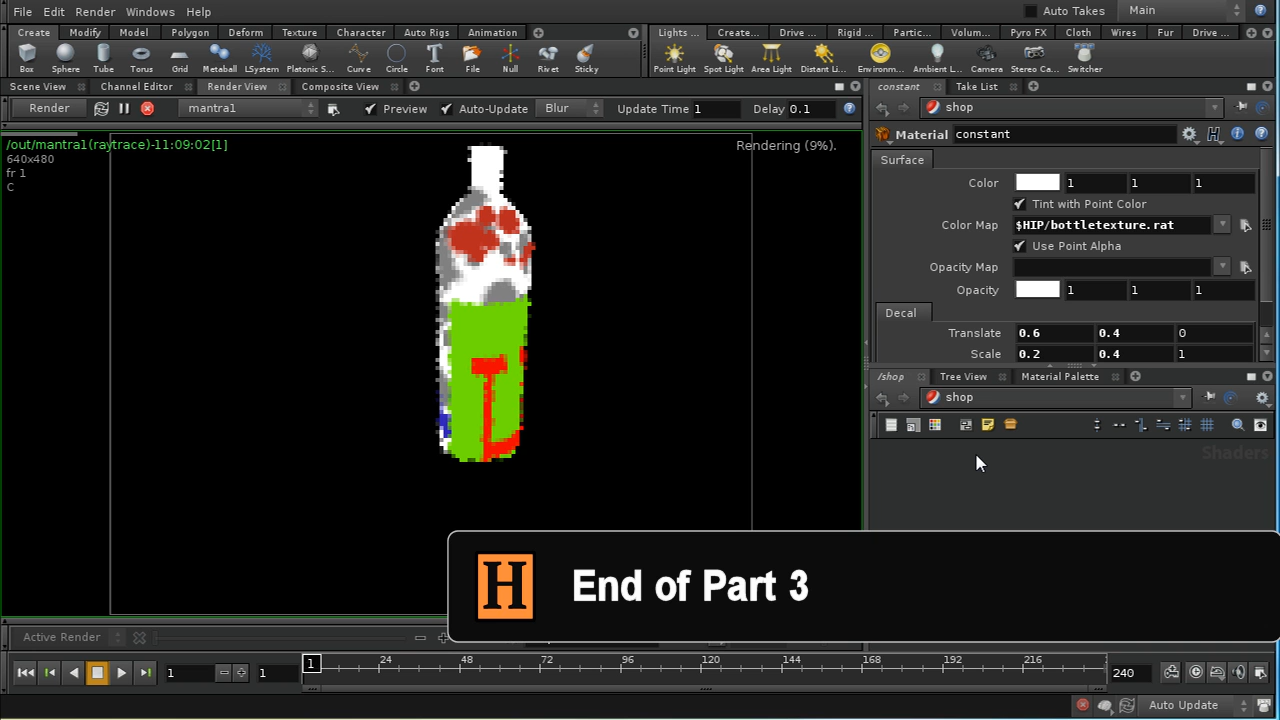 File Edit Render Windows Help Auto Takes Main
Create Modify Model Polygon Deform Texture Character Auto Rigs Animation Lights ... Create... Drive ... Rigid ... Partic... Volum... Pyro FX Cloth Wires Fur Drive ...
Box Sphere Tube Torus Grid Metaball LSystem Platonic S... Curve Circle Font File Null Rivet Sticky Point Light Spot Light Area Light Distant Li... Environm... Ambient L... Camera Stereo Ca... Switcher
Scene View Channel Editor Render View Composite View constant Take List
Render mantra1 Preview Auto-Update Blur Update Time 1 Delay 0.1 shop
Material constant
/out/mantra1(raytrace)-11:09:02[1] Rendering (9%).
640x480
fr 1
C
Surface
Color 1 1 1
Tint with Point Color
Color Map $HIP/bottletexture.rat
Use Point Alpha
Opacity Map
Opacity 1 1 1
Decal
Translate 0.6 0.4 0
Scale 0.2 0.4 1
/shop Tree View Material Palette
shop
Shaders
H End of Part 3
Active Render
1 1 1 24 48 72 96 120 144 168 192 216 240
Auto Update